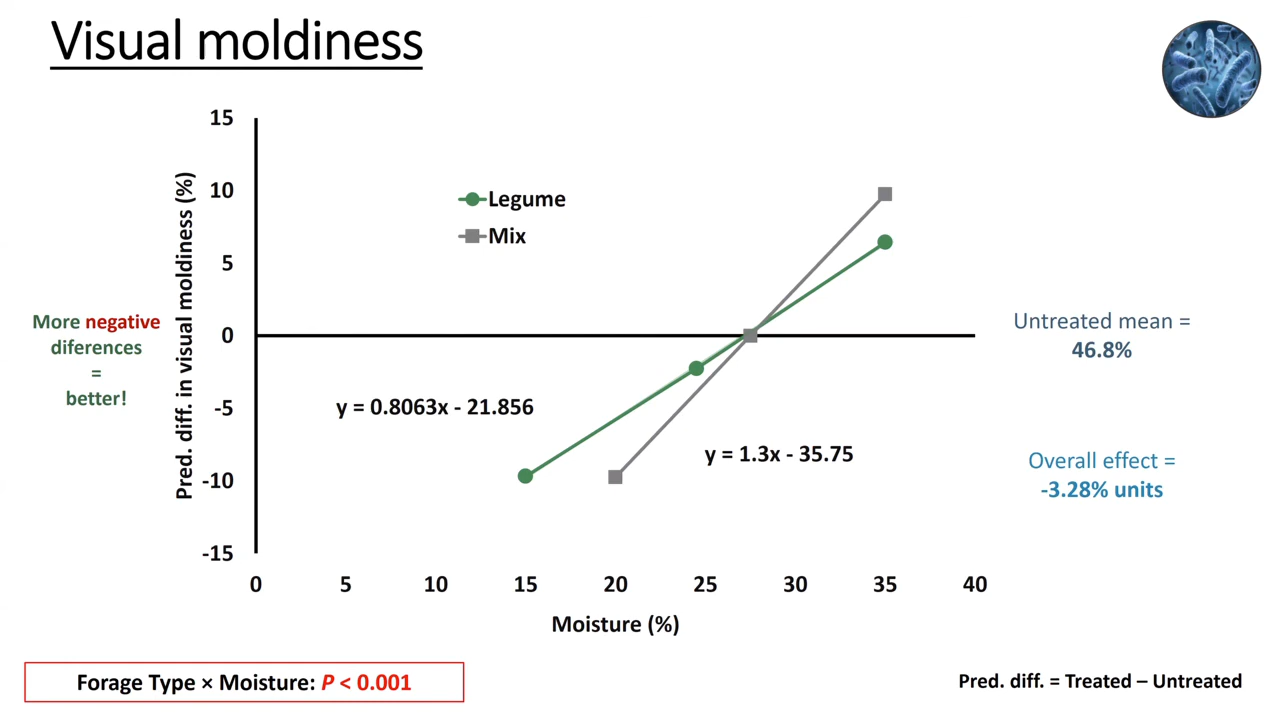 Visual moldiness
15
10
5
0
-5
-10
-15
Pred. diff. in visual moldiness (%)
Legume
Mix
More negative
diferences
=
better!
y = 0.8063x - 21.856
y = 1.3x - 35.75
Untreated mean =
46.8%
Overall effect =
-3.28% units
0 5 10 15 20 25 30 35 40
Moisture (%)
Forage Type × Moisture: P < 0.001
Pred. diff. = Treated – Untreated